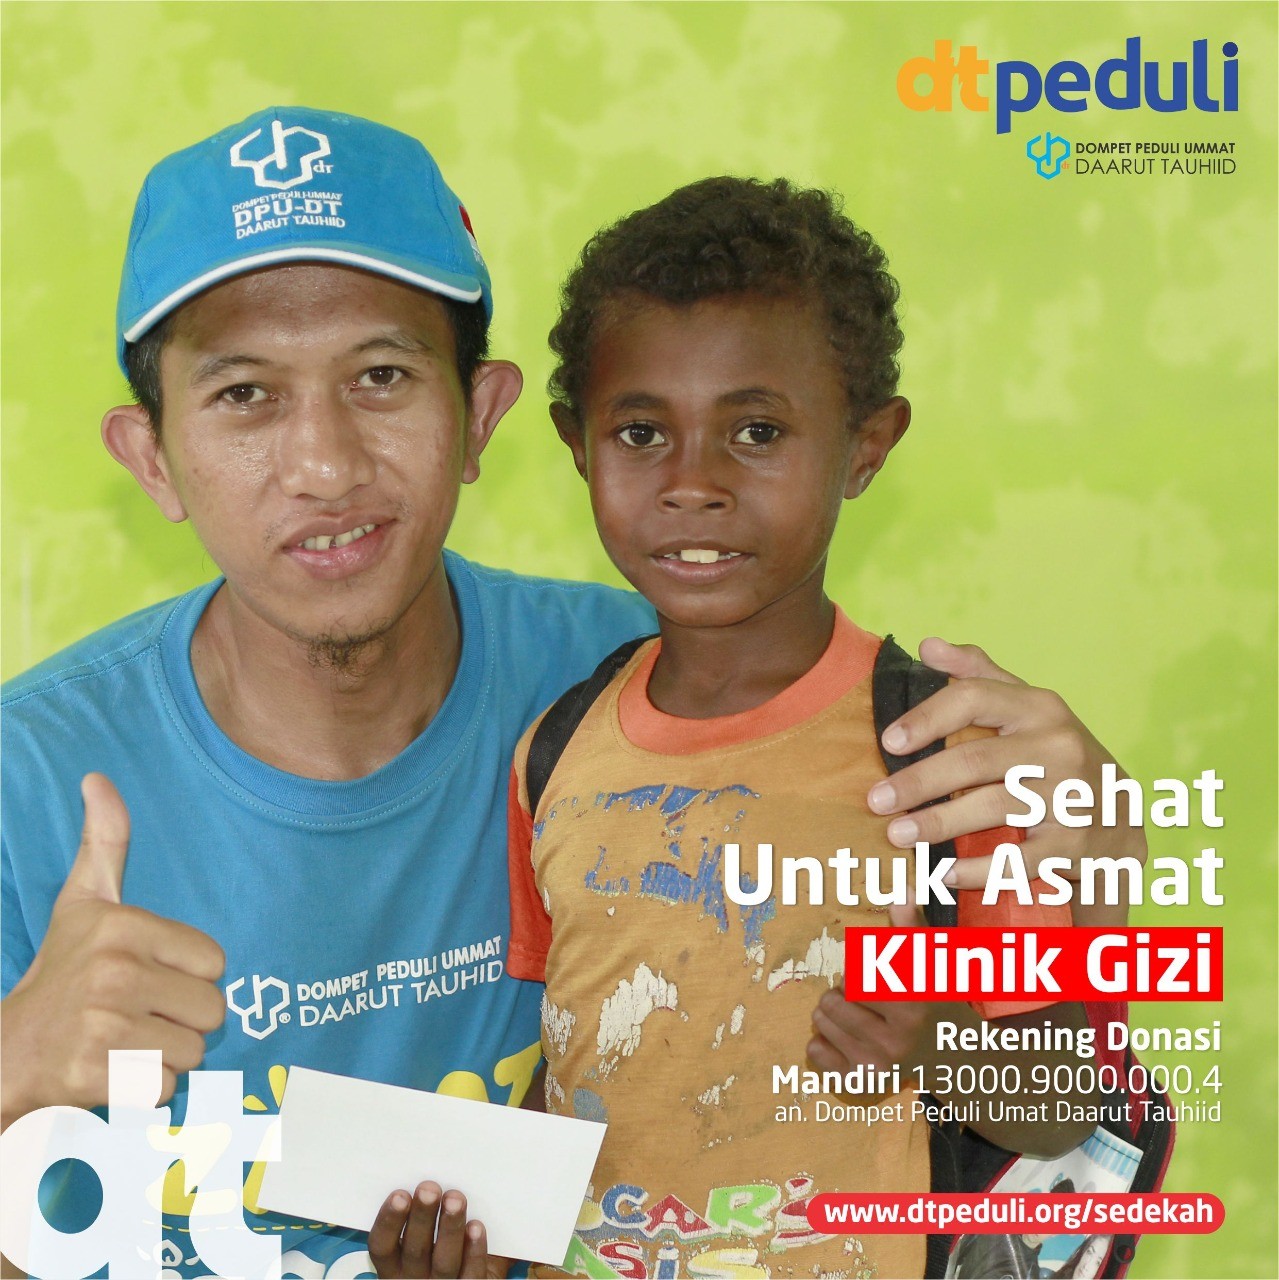 dtpeduli
DOMPET PEDULI UMMAT
DAARUT TAUHIID
dt
DOMPET PEDULI-UMMAT
DPU-DT
DAARUT TAUHIID
Sehat
Untuk Asmat
Klinik Gizi
Rekening Donasi
Mandiri 13000.9000.000.4
an. Dompet Peduli Umat Daarut Tauhiid
www.dtpeduli.org/sedekah
DOMPET PEDULI UMMAT
DAARUT TAUHIID
dt